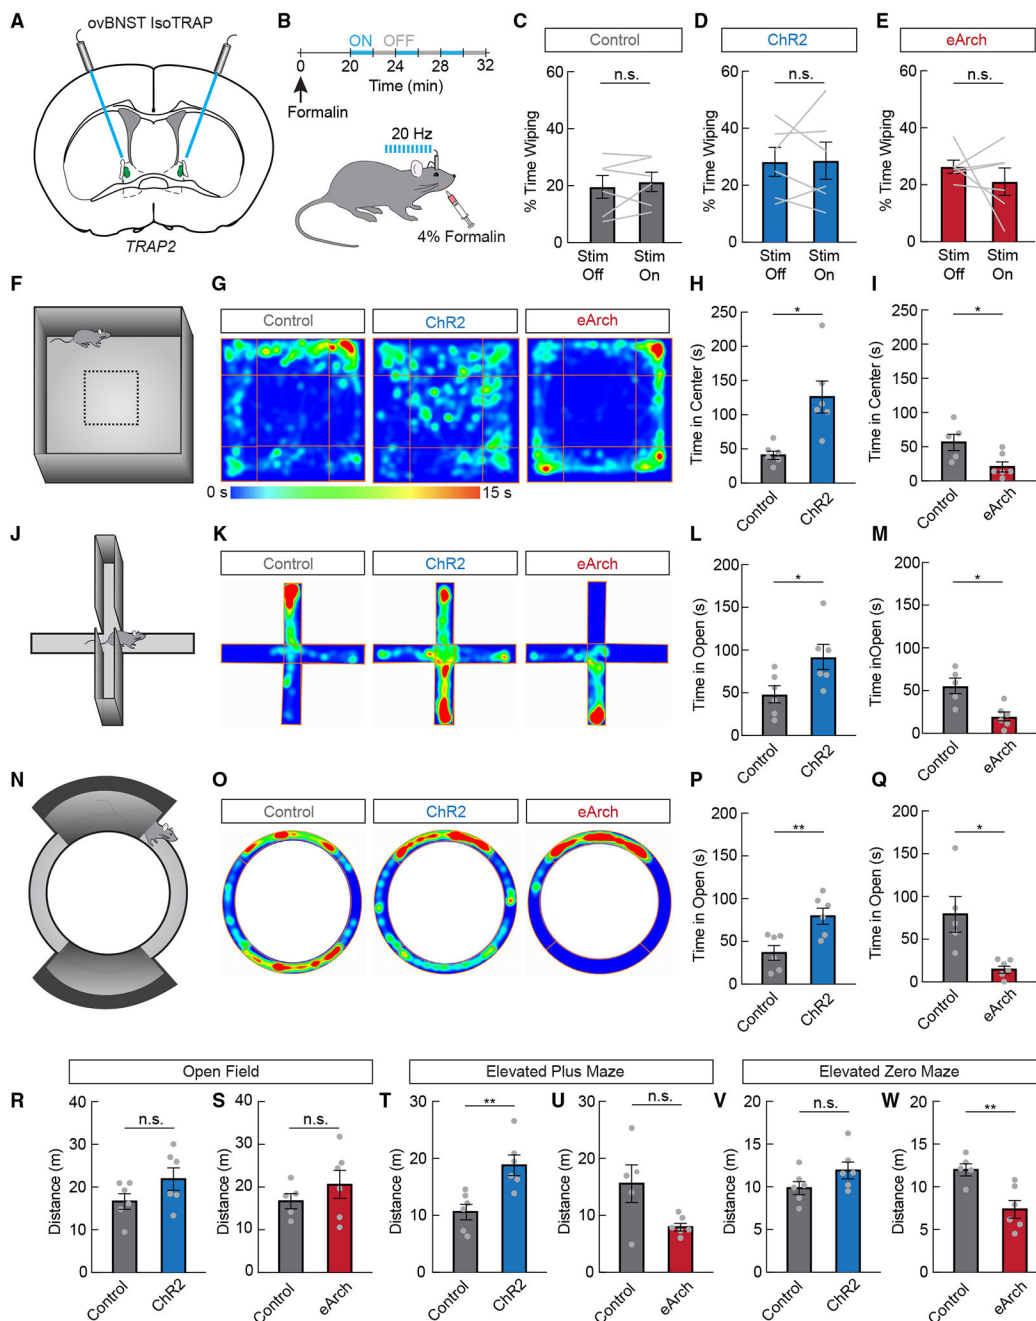 A
ovBNST IsoTRAP
TRAP2
B
ON OFF
0 20 24 28 32
Time (min)
Formalin
20 Hz
4% Formalin
C
Control
n.s.
% Time Wiping
60
40
20
0
Stim Off
Stim On
D
ChR2
n.s.
% Time Wiping
60
40
20
0
Stim Off
Stim On
E
eArch
n.s.
% Time Wiping
60
40
20
0
Stim Off
Stim On
F
G
Control
ChR2
eArch
0 s
15 s
H
*
Time in Center (s)
250
200
150
100
50
0
Control
ChR2
I
*
Time in Center (s)
250
200
150
100
50
0
Control
eArch
J
K
Control
ChR2
eArch
L
*
Time in Open (s)
200
150
100
50
0
Control
ChR2
M
*
Time inOpen (s)
200
150
100
50
0
Control
eArch
N
O
Control
ChR2
eArch
P
**
Time in Open (s)
200
150
100
50
0
Control
ChR2
Q
*
Time in Open (s)
200
150
100
50
0
Control
eArch
Open Field
Elevated Plus Maze
Elevated Zero Maze
R
n.s.
Distance (m)
40
30
20
10
0
Control
ChR2
S
n.s.
Distance (m)
40
30
20
10
0
Control
eArch
T
**
Distance (m)
30
20
10
0
Control
ChR2
U
n.s.
Distance (m)
30
20
10
0
Control
eArch
V
n.s.
Distance (m)
20
15
10
5
0
Control
ChR2
W
**
Distance (m)
20
15
10
5
0
Control
eArch